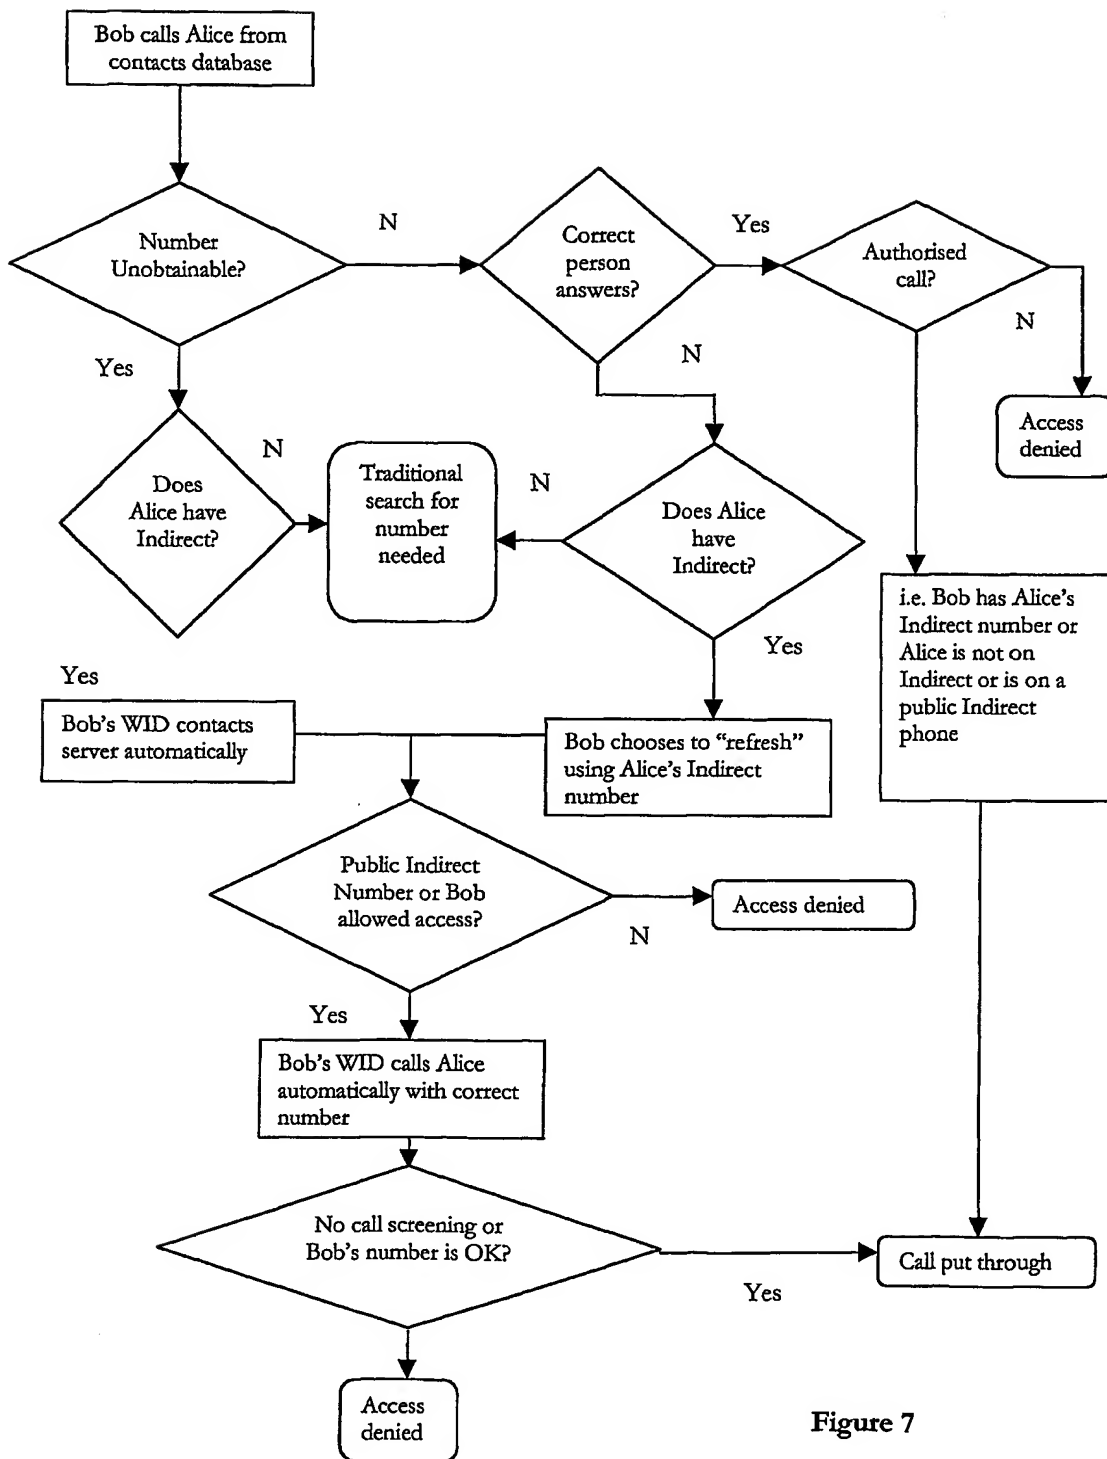 Bob calls Alice from
contacts database
Number
Unobtainable?
N
Correct
person
answers?
Yes
Authorised
call?
N
Access
denied
Yes
N
Does
Alice have
Indirect?
N
Traditional
search for
number
needed
N
Does Alice
have
Indirect?
i.e. Bob has Alice's
Indirect number or
Alice is not on
Indirect or is on a
public Indirect
phone
Yes
Yes
Bob's WID contacts
server automatically
Bob chooses to “refresh”
using Alice's Indirect
number
Public Indirect
Number or Bob
allowed access?
N
Access denied
Yes
Bob's WID calls Alice
automatically with correct
number
No call screening or
Bob's number is OK?
Yes
Call put through
Access
denied
Figure 7